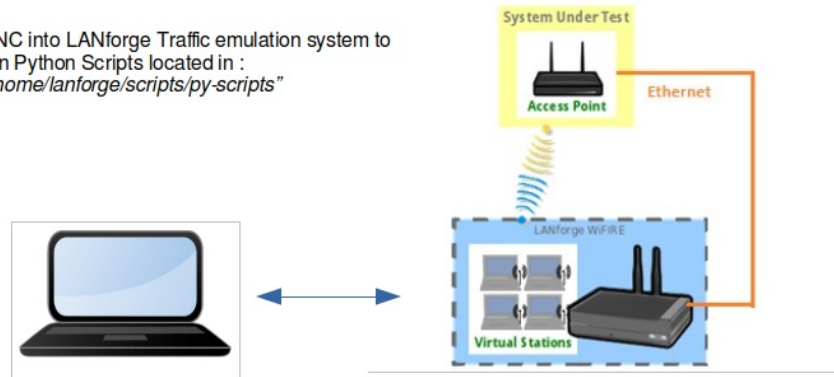 NC into LANforge Traffic emulation system to
n Python Scripts located in :
home/lanforge/scripts/py-scripts”
System Under Test
Access Point
Ethernet
LANforge WiFIRE
Virtual Stations